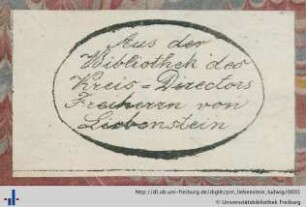 Aus der
Bibliothek des
Kreis=Directors
Freiherrn von
Liebenstein
http://dl.ub.uni-freiburg.de/diglit/cim_liebenstein_ludwig/0001
© Universitätsbibliothek Freiburg